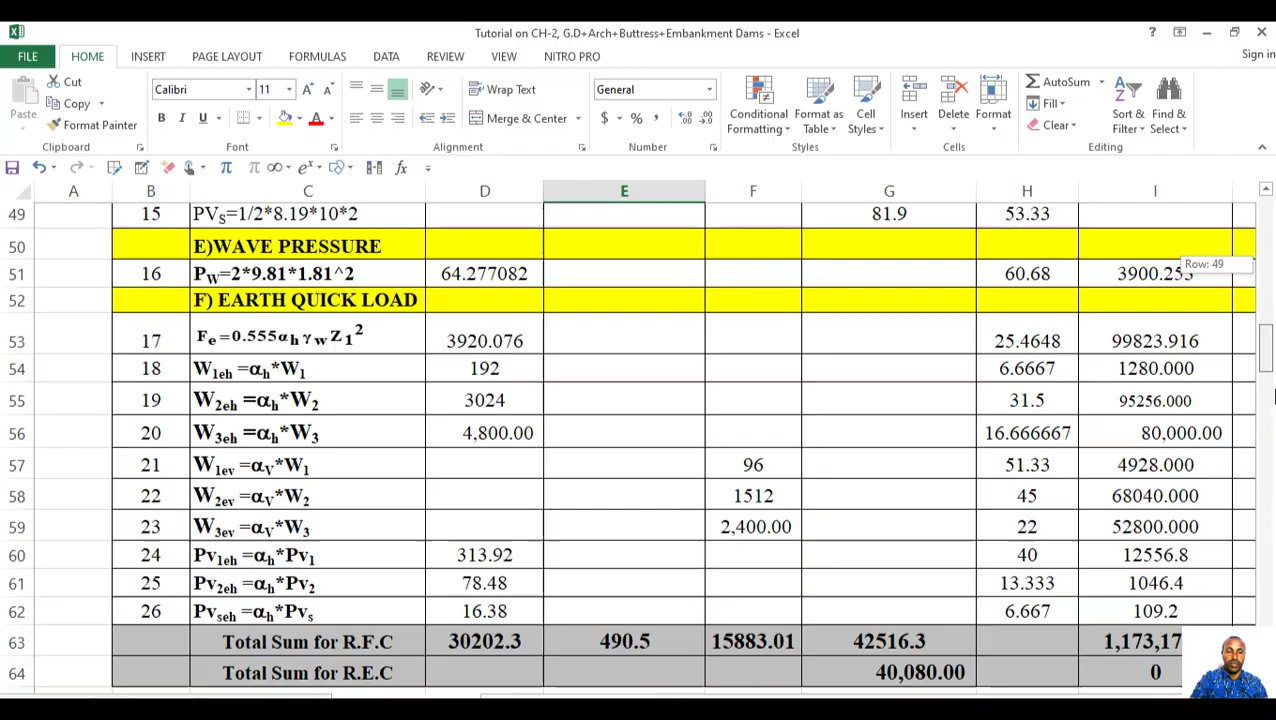 Tutorial on CH-2, G.D+Arch+Buttress+Embankment Dams - Excel
Sign in
FILE HOME INSERT PAGE LAYOUT FORMULAS DATA REVIEW VIEW NITRO PRO
Cut Calibri 11 Wrap Text General AutoSum
Copy Fill
Paste Format Painter Merge & Center $ % Conditional Formatting Format as Table Cell Styles Insert Delete Format Clear Sort & Filter Find & Select
Clipboard Font Alignment Number Styles Cells Editing
A B C D E F G H I
49 15 PVS=1/2*8.19*10*2 81.9 53.33
50 E)WAVE PRESSURE
Row: 49
51 16 PW=2*9.81*1.81^2 64.277082 60.68 3900.253
52 F) EARTH QUICK LOAD
53 17 Fe=0.555αhγwZ1² 3920.076 25.4648 99823.916
54 18 W1eh =αh*W1 192 6.6667 1280.000
55 19 W2eh =αh*W2 3024 31.5 95256.000
56 20 W3eh =αh*W3 4,800.00 16.666667 80,000.00
57 21 W1ev =αV*W1 96 51.33 4928.000
58 22 W2ev =αV*W2 1512 45 68040.000
59 23 W3ev =αV*W3 2,400.00 22 52800.000
60 24 Pv1eh =αh*Pv1 313.92 40 12556.8
61 25 Pv2eh =αh*Pv2 78.48 13.333 1046.4
62 26 Pvseh =αh*Pvs 16.38 6.667 109.2
63 Total Sum for R.F.C 30202.3 490.5 15883.01 42516.3 1,173,17
64 Total Sum for R.E.C 40,080.00 0